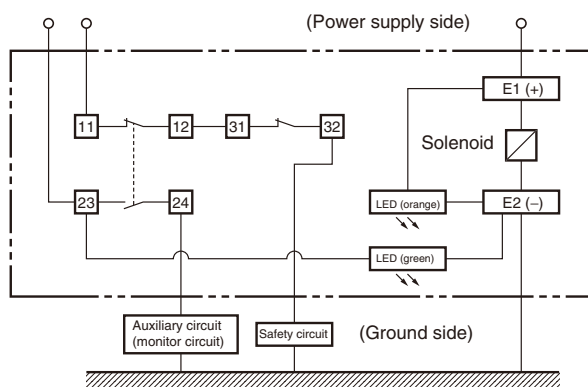 (Power supply side)
E1 (+)
11
12
31
32
Solenoid
23
24
LED (orange)
E2 (−)
LED (green)
Auxiliary circuit
(monitor circuit)
Safety circuit
(Ground side)